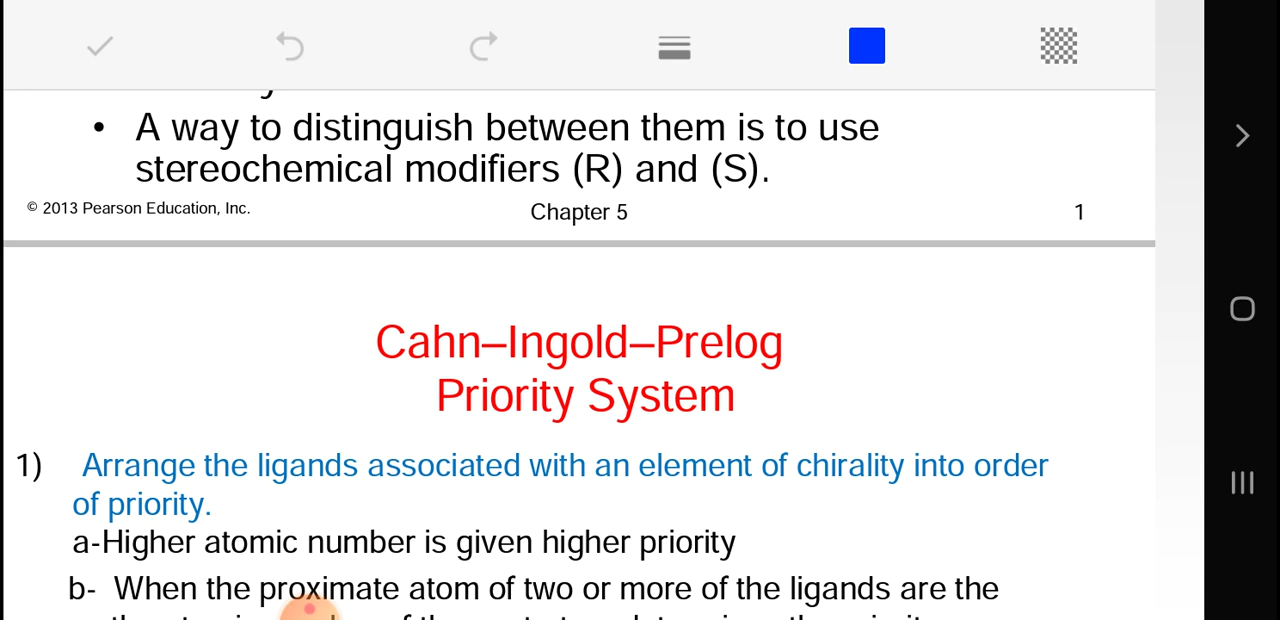 • A way to distinguish between them is to use
stereochemical modifiers (R) and (S).
© 2013 Pearson Education, Inc. Chapter 5 1
Cahn–Ingold–Prelog
Priority System
1) Arrange the ligands associated with an element of chirality into order
of priority.
a-Higher atomic number is given higher priority
b- When the proximate atom of two or more of the ligands are the